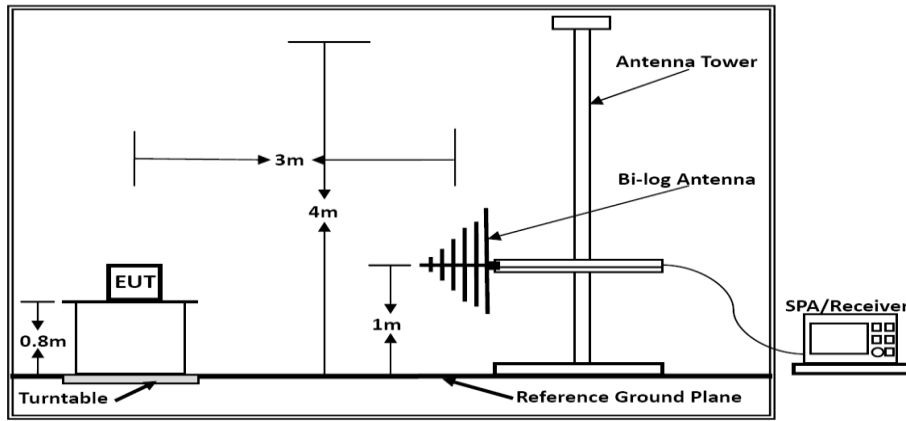 Antenna Tower
3m
Bi-log Antenna
4m
EUT
SPA/Receiver
0.8m
1m
Turntable
Reference Ground Plane